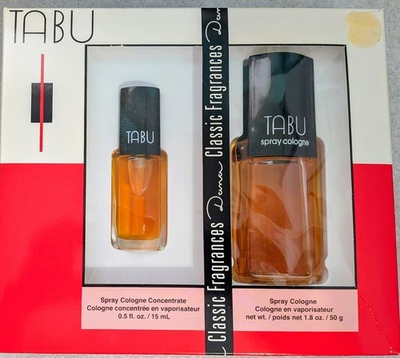 TABU
TABU
TABU
spray cologne
Classic Fragrances Dana Classic Fragrances Dana
Spray Cologne Concentrate
Cologne concentrée en vaporisateur
0.5 fl. oz. / 15 mL
Spray Cologne
Cologne en vaporisateur
net wt. / poids net 1.8 oz. / 50 g